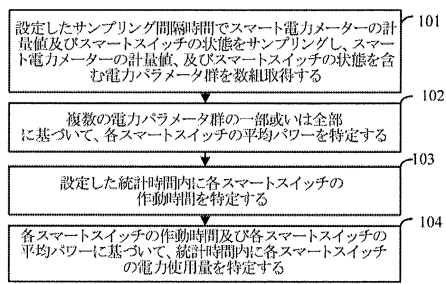 101
設定したサンプリング間隔時間でスマート電力メーターの計
量値及びスマートスイッチの状態をサンプリングし、スマー
ト電力メーターの計量値、及びスマートスイッチの状態を含
む電力パラメータ群を数組取得する
102
複数の電力パラメータ群の一部或いは全部
に基づいて、各スマートスイッチの平均パワーを特定する
103
設定した統計時間内に各スマートスイッチの
作動時間を特定する
104
各スマートスイッチの作動時間及び各スマートスイッチの
平均パワーに基づいて、統計時間内に各スマートスイッチ
の電力使用量を特定する